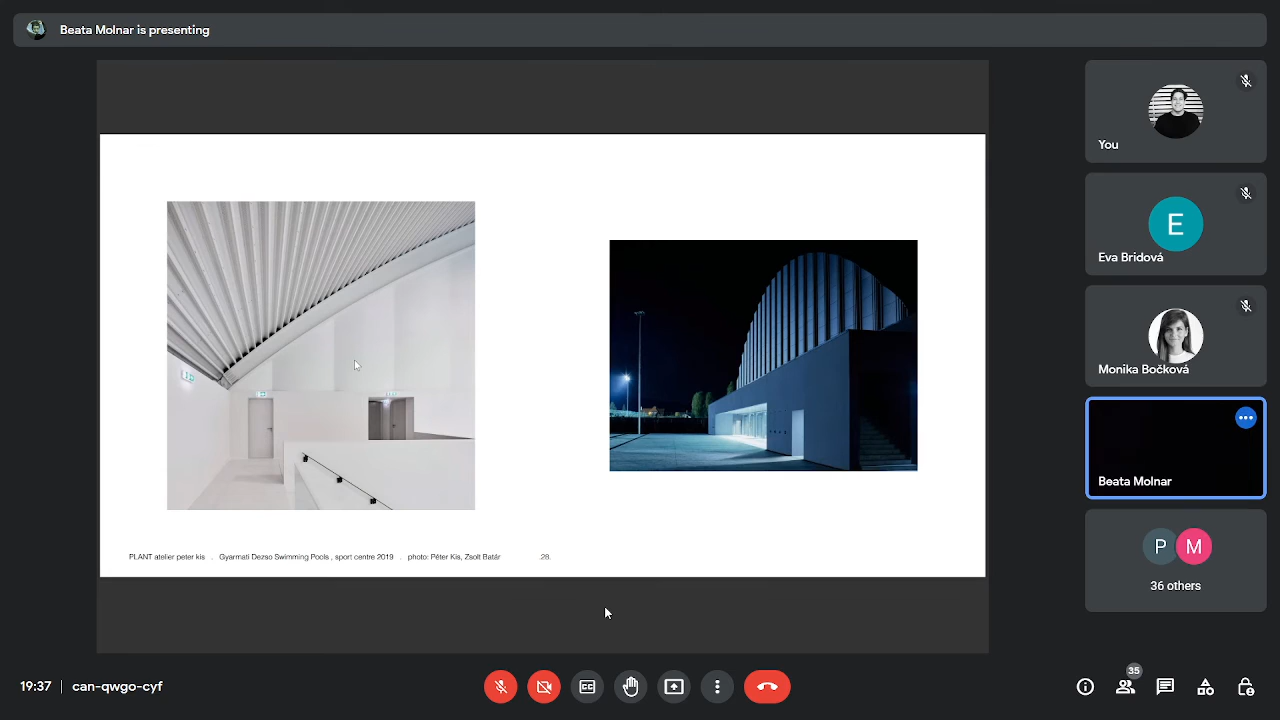 Beata Molnar is presenting
You
E
Eva Bridová
Monika Bočková
Beata Molnar
P M
36 others
PLANT atelier peter kis . Gyarmati Dezso Swimming Pools , sport centre 2019 . photo: Péter Kis, Zsolt Batár .28.
19:37 | can-qwgo-cyf
35